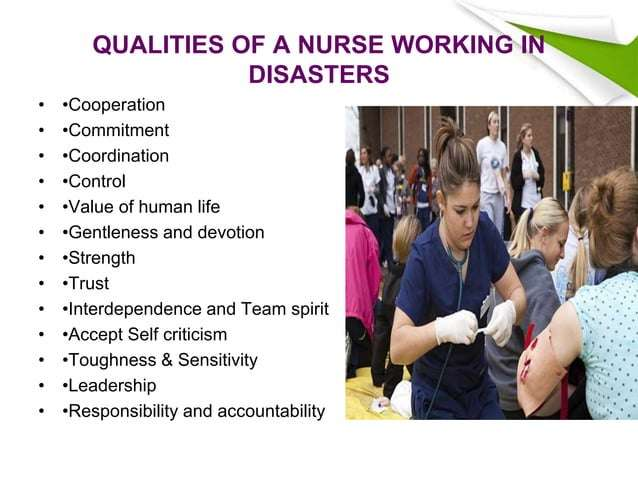 QUALITIES OF A NURSE WORKING IN
DISASTERS
• •Cooperation
• •Commitment
• •Coordination
• •Control
• •Value of human life
• •Gentleness and devotion
• •Strength
• •Trust
• •Interdependence and Team spirit
• •Accept Self criticism
• •Toughness & Sensitivity
• •Leadership
• •Responsibility and accountability